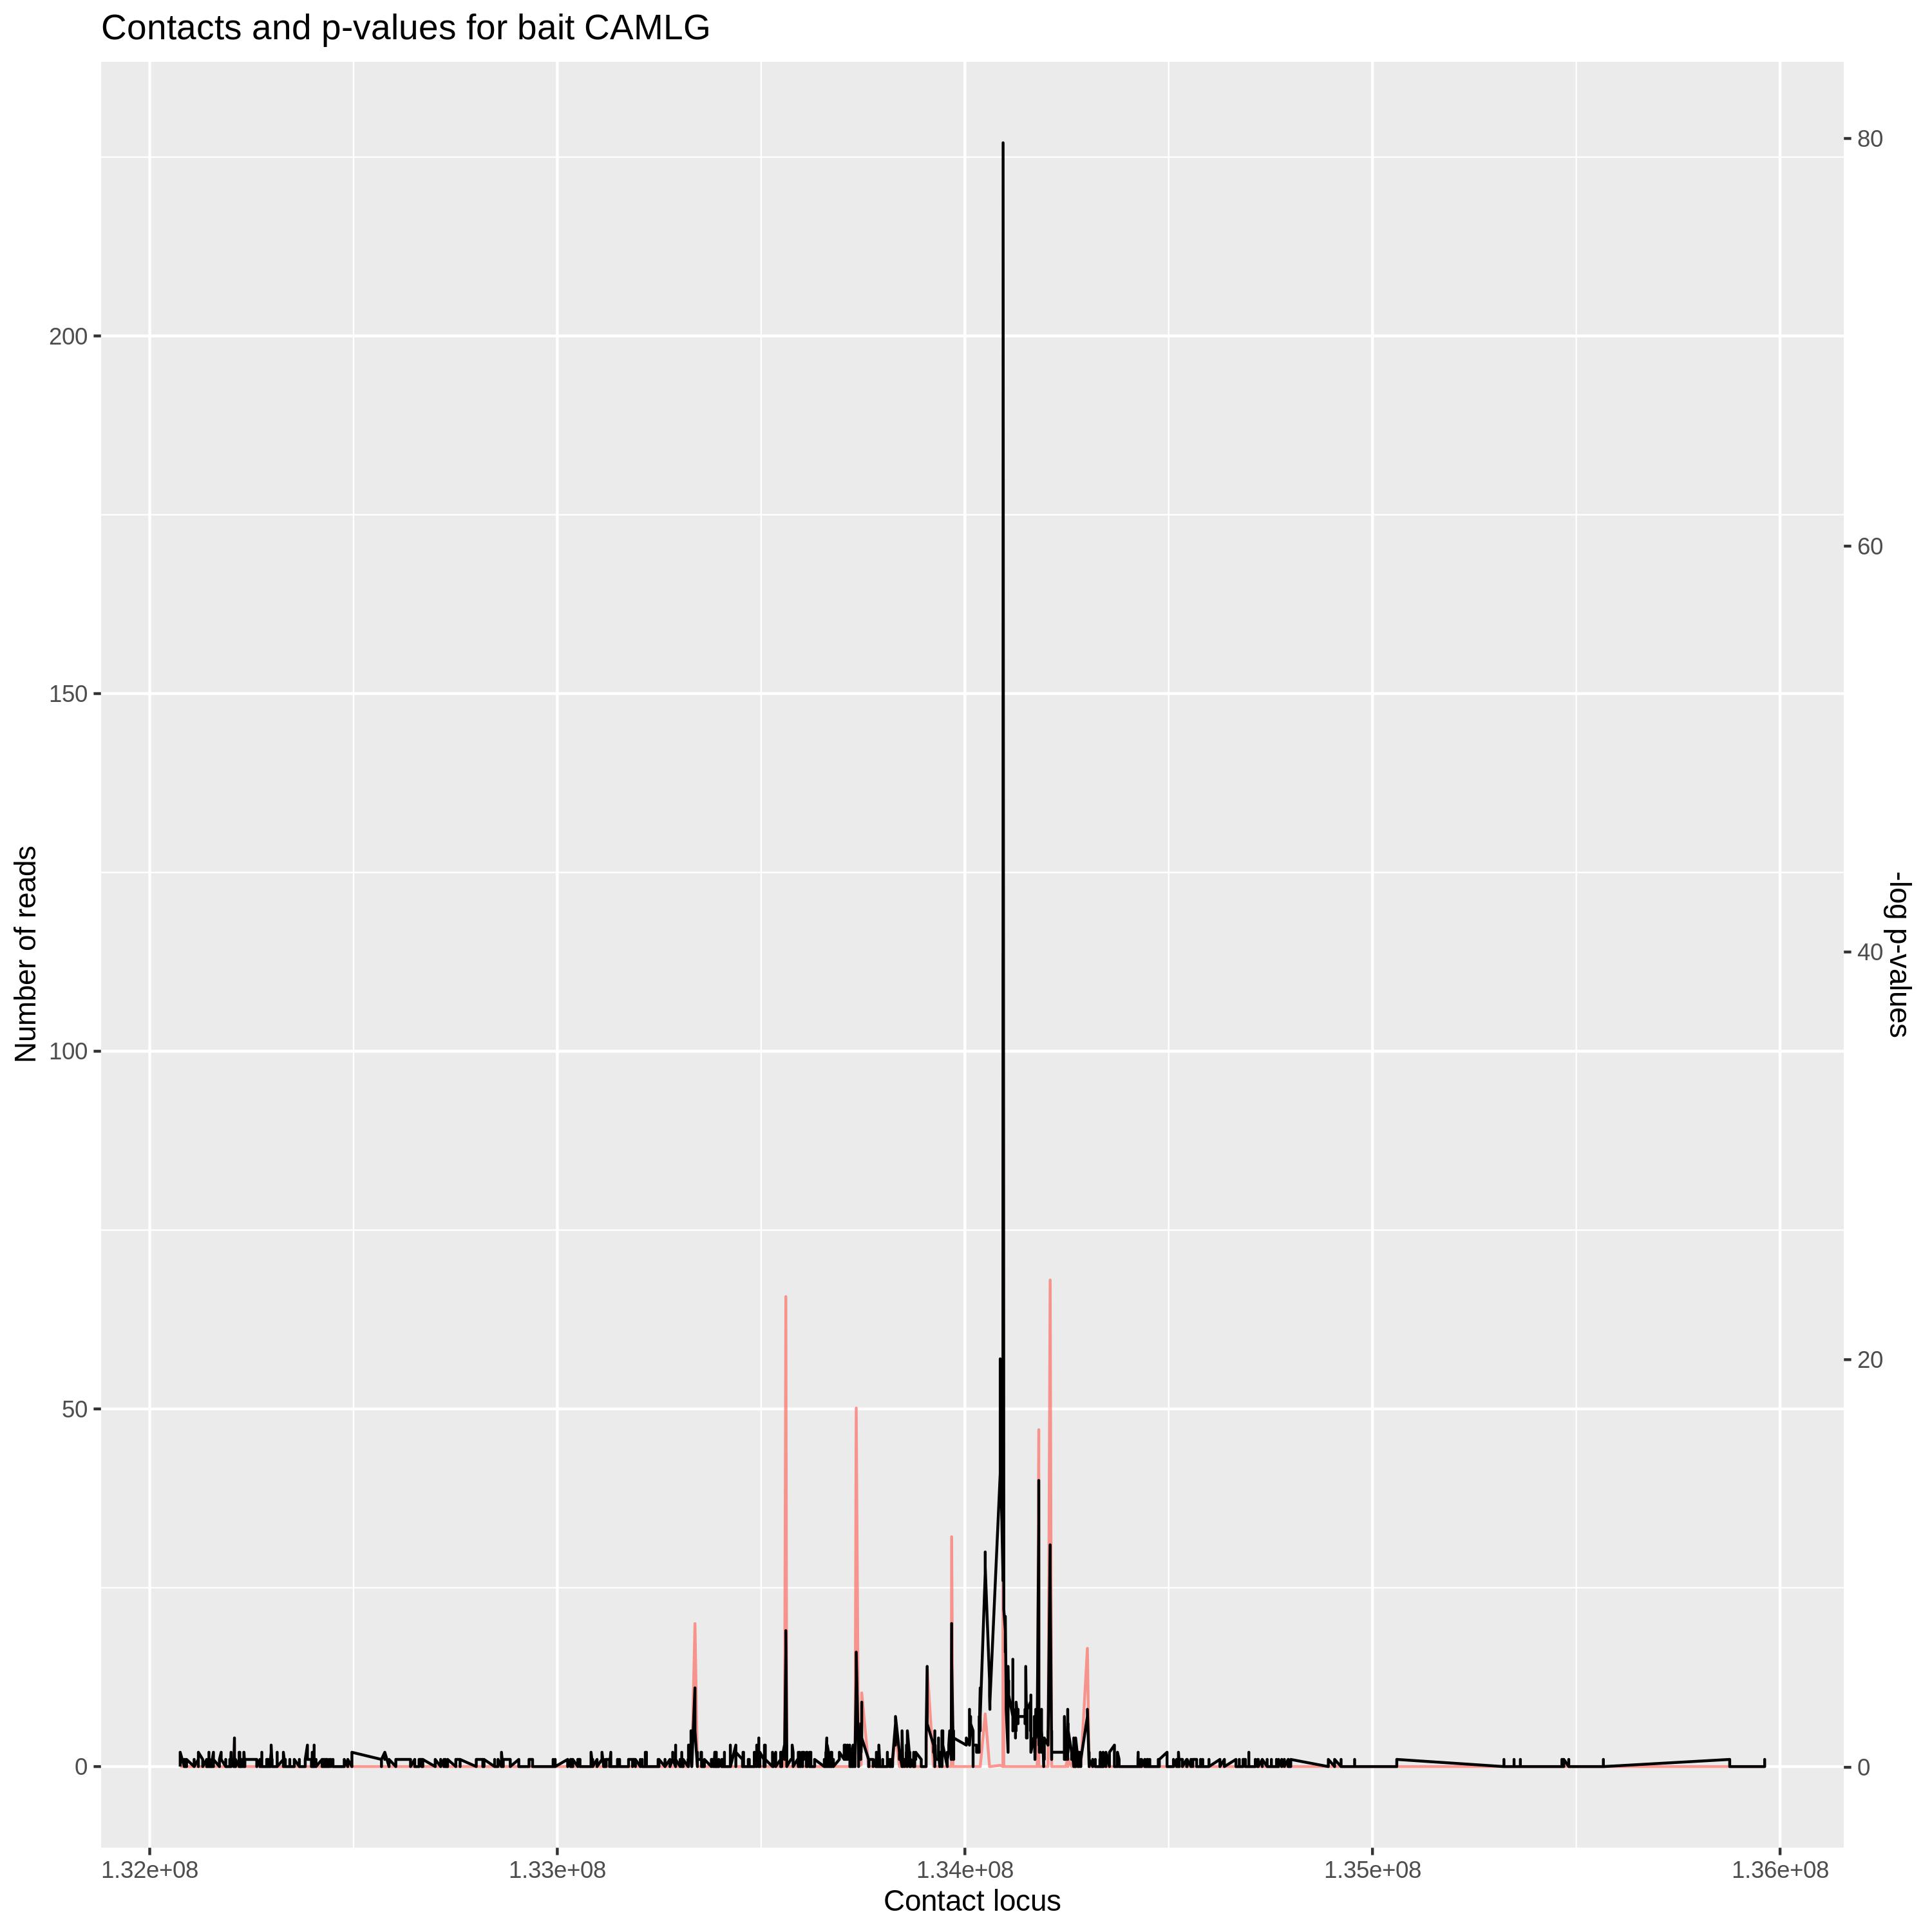 Contacts and p-values for bait CAMLG
Number of reads
200
150
100
50
0
80
60
40
20
0
-log p-values
1.32e+08
1.33e+08
1.34e+08
1.35e+08
1.36e+08
Contact locus